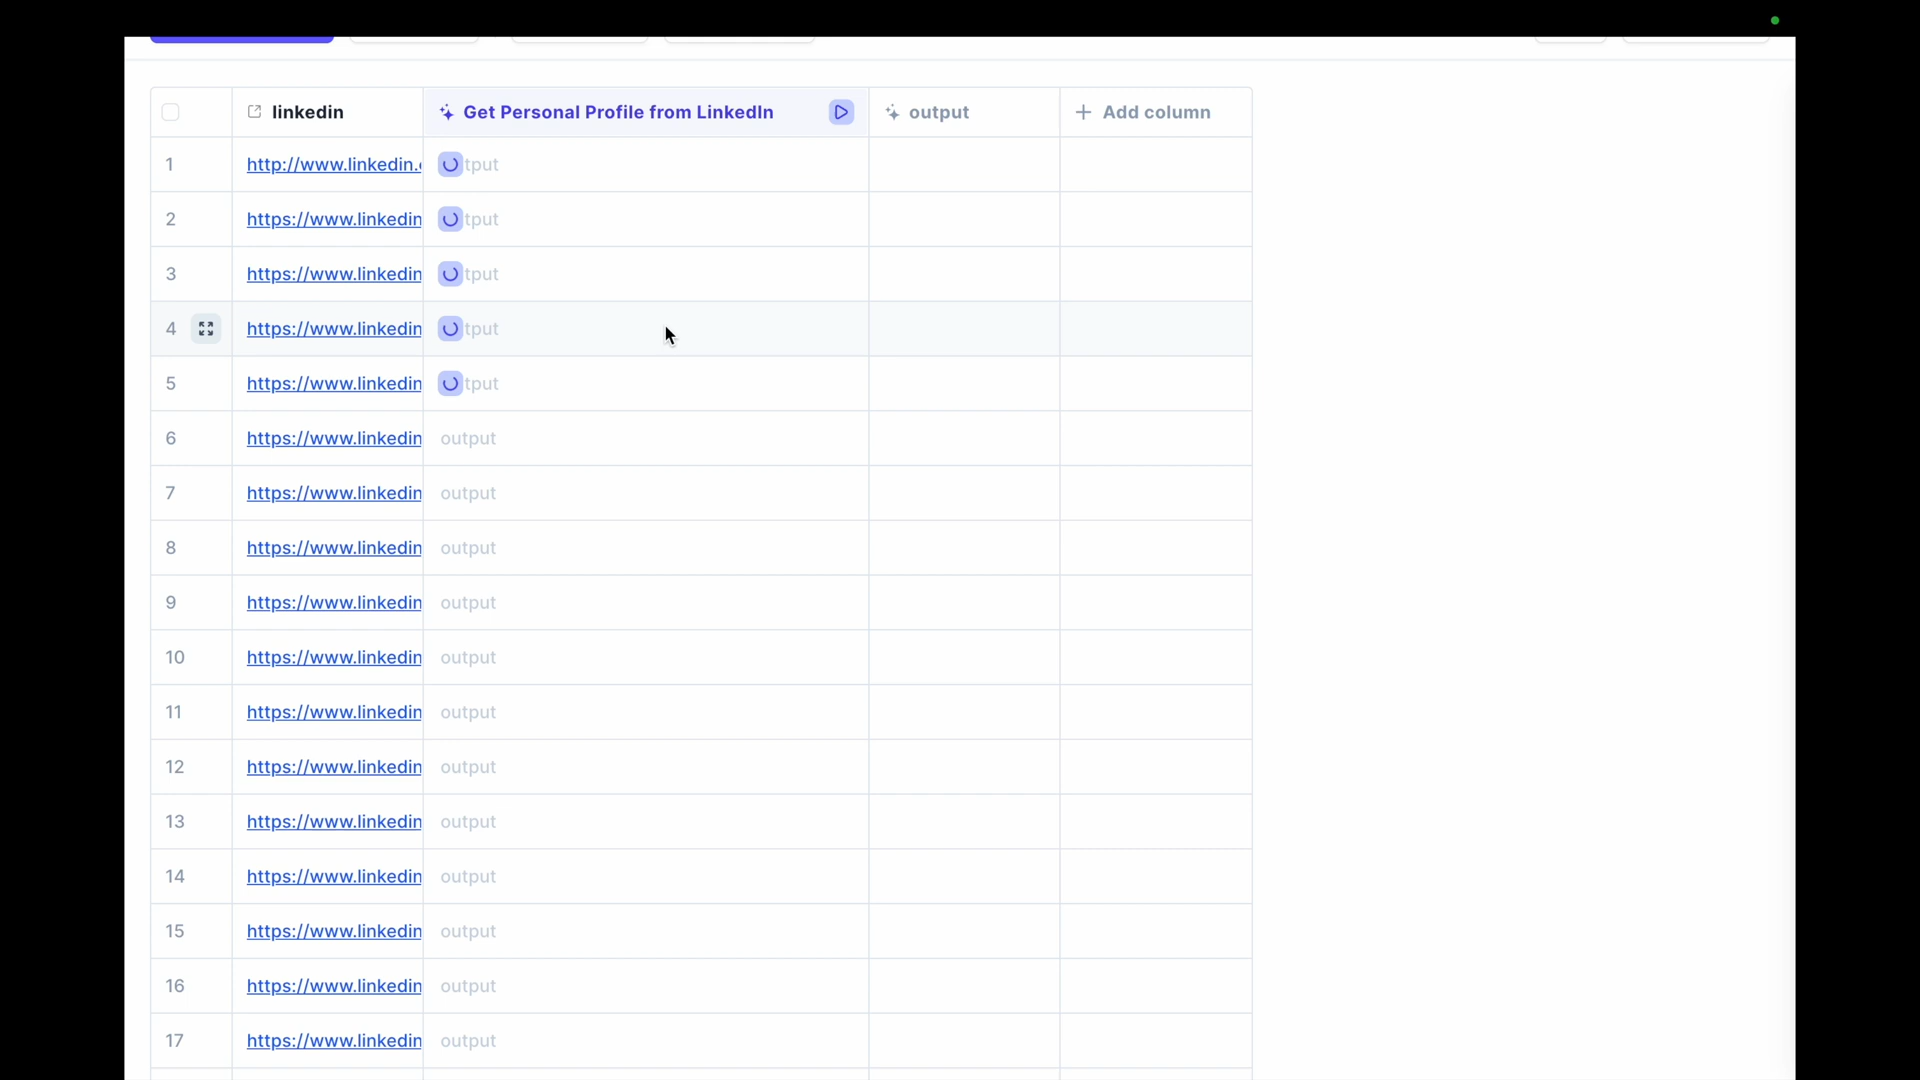 linkedin Get Personal Profile from LinkedIn output Add column
1 http://www.linkedin. tput
2 https://www.linkedin tput
3 https://www.linkedin tput
4 https://www.linkedin tput
5 https://www.linkedin tput
6 https://www.linkedin output
7 https://www.linkedin output
8 https://www.linkedin output
9 https://www.linkedin output
10 https://www.linkedin output
11 https://www.linkedin output
12 https://www.linkedin output
13 https://www.linkedin output
14 https://www.linkedin output
15 https://www.linkedin output
16 https://www.linkedin output
17 https://www.linkedin output